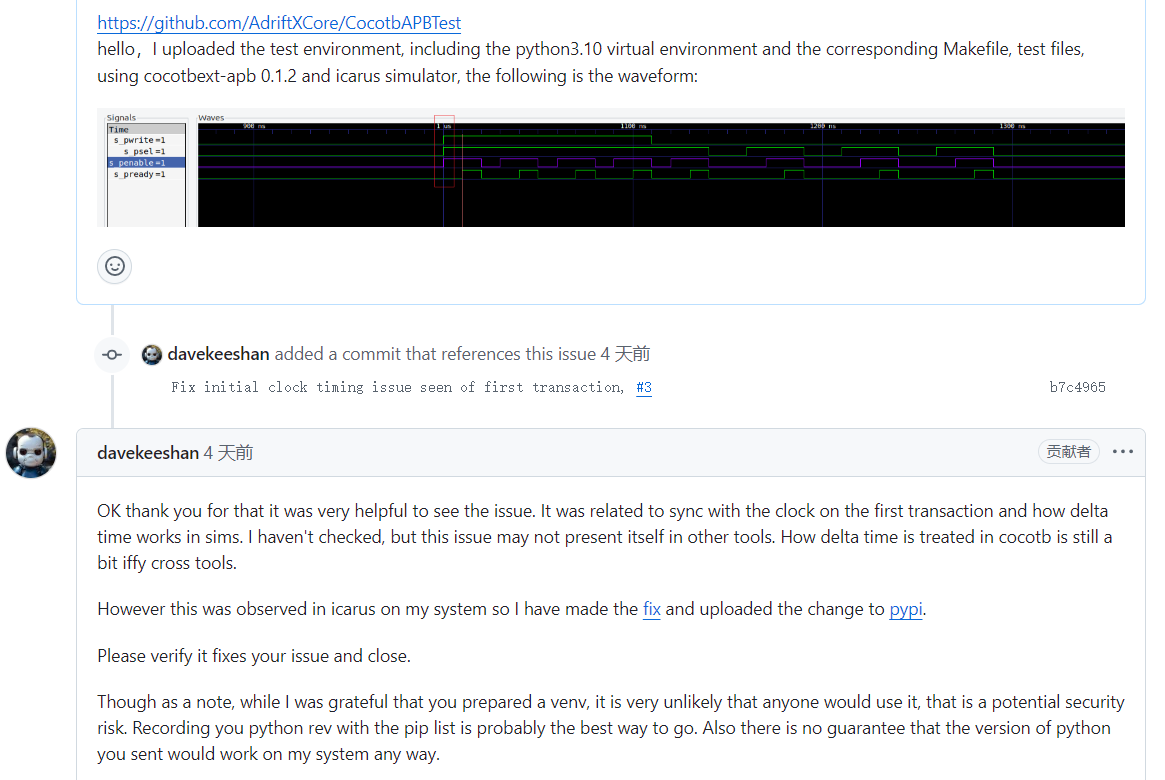 https://github.com/AdriftXCore/CocotbAPBTest
hello，I uploaded the test environment, including the python3.10 virtual environment and the corresponding Makefile, test files,
using cocotbext-apb 0.1.2 and icarus simulator, the following is the waveform:
Signals
Waves
Time
900 ns
1 us
1100 ns
1200 ns
1300 ns
s_pwrite=1
s_psel=1
s_penable=1
s_pready=1
davekeeshan added a commit that references this issue 4 天前
Fix initial clock timing issue seen of first transaction, #3
b7c4965
davekeeshan 4 天前
贡献者
OK thank you for that it was very helpful to see the issue. It was related to sync with the clock on the first transaction and how delta
time works in sims. I haven't checked, but this issue may not present itself in other tools. How delta time is treated in cocotb is still a
bit iffy cross tools.
However this was observed in icarus on my system so I have made the fix and uploaded the change to pypi.
Please verify it fixes your issue and close.
Though as a note, while I was grateful that you prepared a venv, it is very unlikely that anyone would use it, that is a potential security
risk. Recording you python rev with the pip list is probably the best way to go. Also there is no guarantee that the version of python
you sent would work on my system any way.